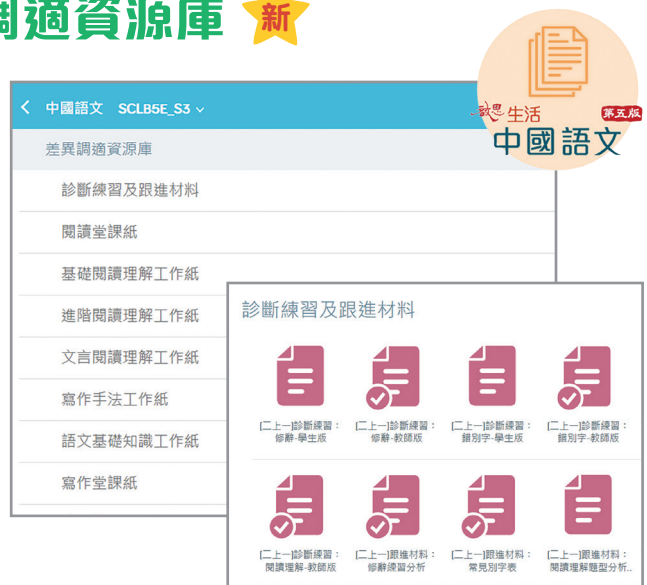 調適資源庫 新
啟思 生活 第五版
中國語文
中國語文 SCLB5E_S3
差異調適資源庫
診斷練習及跟進材料
閱讀堂課紙
基礎閱讀理解工作紙
進階閱讀理解工作紙
文言閱讀理解工作紙
寫作手法工作紙
語文基礎知識工作紙
寫作堂課紙
診斷練習及跟進材料
[二上一]診斷練習：
修辭-學生版
[二上一]診斷練習：
修辭-教師版
[二上一]診斷練習：
錯別字-學生版
[二上一]診斷練習：
錯別字-教師版
[二上一]診斷練習：
閱讀理解-教師版
[二上一]跟進材料：
修辭練習分析
[二上一]跟進材料：
常見別字表
[二上一]跟進材料：
閱讀理解題型分析..